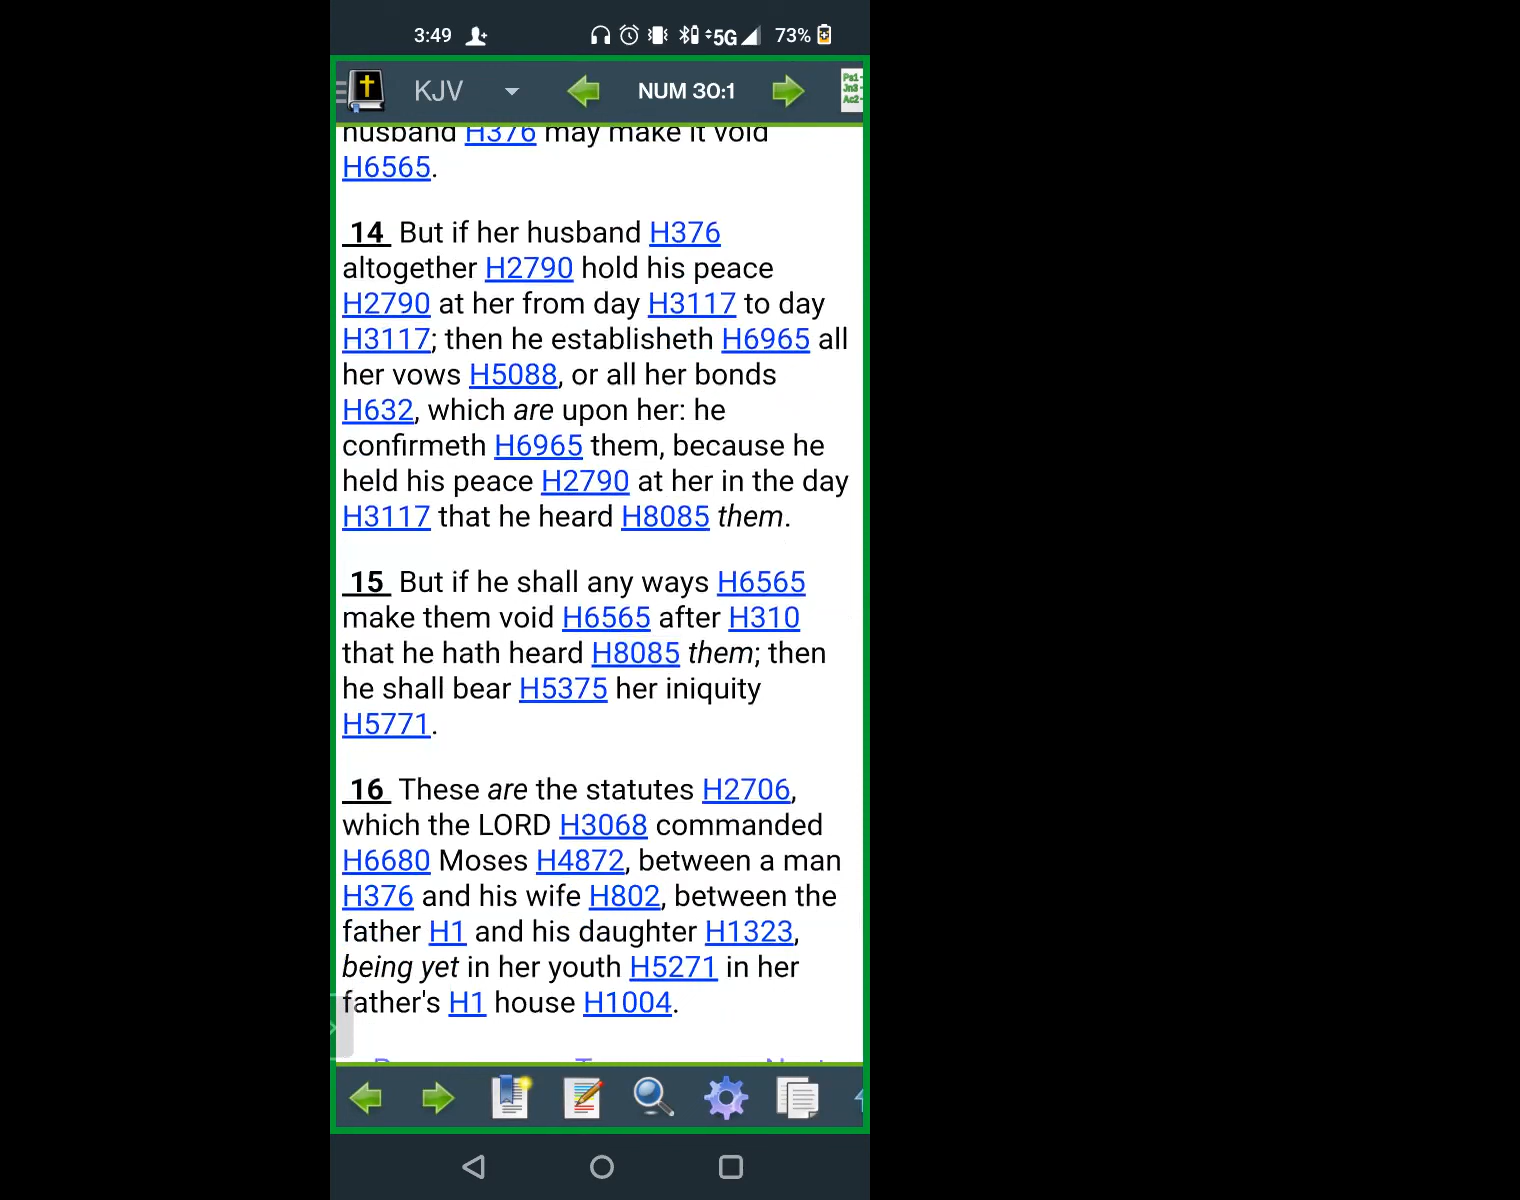 3:49 5G 73%
KJV NUM 30:1
Ps1-
Jn3-
Ac2-
husband H376 may make it void
H6565.
14 But if her husband H376
altogether H2790 hold his peace
H2790 at her from day H3117 to day
H3117; then he establisheth H6965 all
her vows H5088, or all her bonds
H632, which are upon her: he
confirmeth H6965 them, because he
held his peace H2790 at her in the day
H3117 that he heard H8085 them.
15 But if he shall any ways H6565
make them void H6565 after H310
that he hath heard H8085 them; then
he shall bear H5375 her iniquity
H5771.
16 These are the statutes H2706,
which the LORD H3068 commanded
H6680 Moses H4872, between a man
H376 and his wife H802, between the
father H1 and his daughter H1323,
being yet in her youth H5271 in her
father's H1 house H1004.